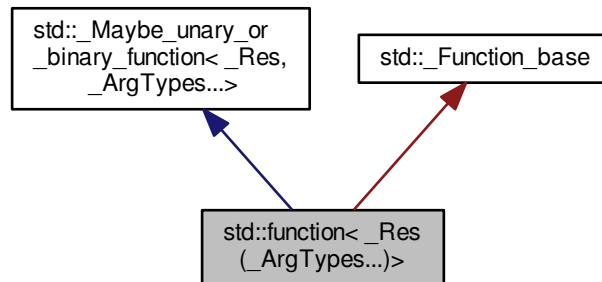 std::_Maybe_unary_or
_binary_function< _Res,
_ArgTypes...>
std::_Function_base
std::function< _Res
(_ArgTypes...)>